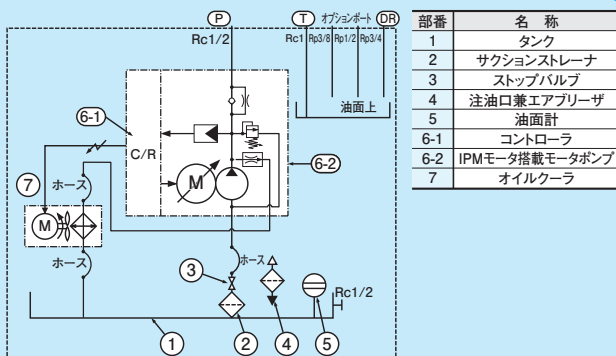 P
T
オプションポート
DR
Rc1/2
Rc1
Rp3/8
Rp1/2
Rp3/4
油面上
6-1
C/R
M
6-2
7
ホース
M
ホース
ホース
3
Rc1/2
1
2
4
5
部番 名 称
1 タンク
2 サクションストレーナ
3 ストップバルブ
4 注油口兼エアブリーザ
5 油面計
6-1 コントローラ
6-2 IPMモータ搭載モータポンプ
7 オイルクーラ